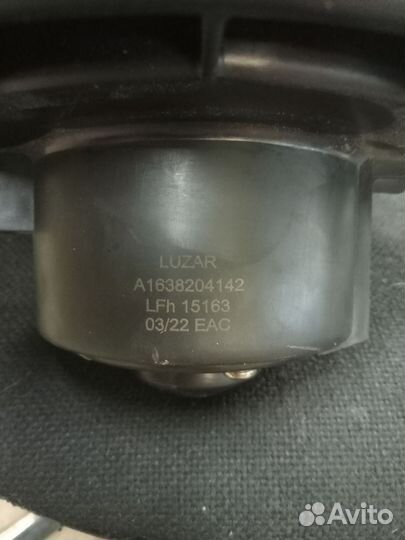 LUZAR
A1638204142
LFh 15163
03/22 EAC
Avito